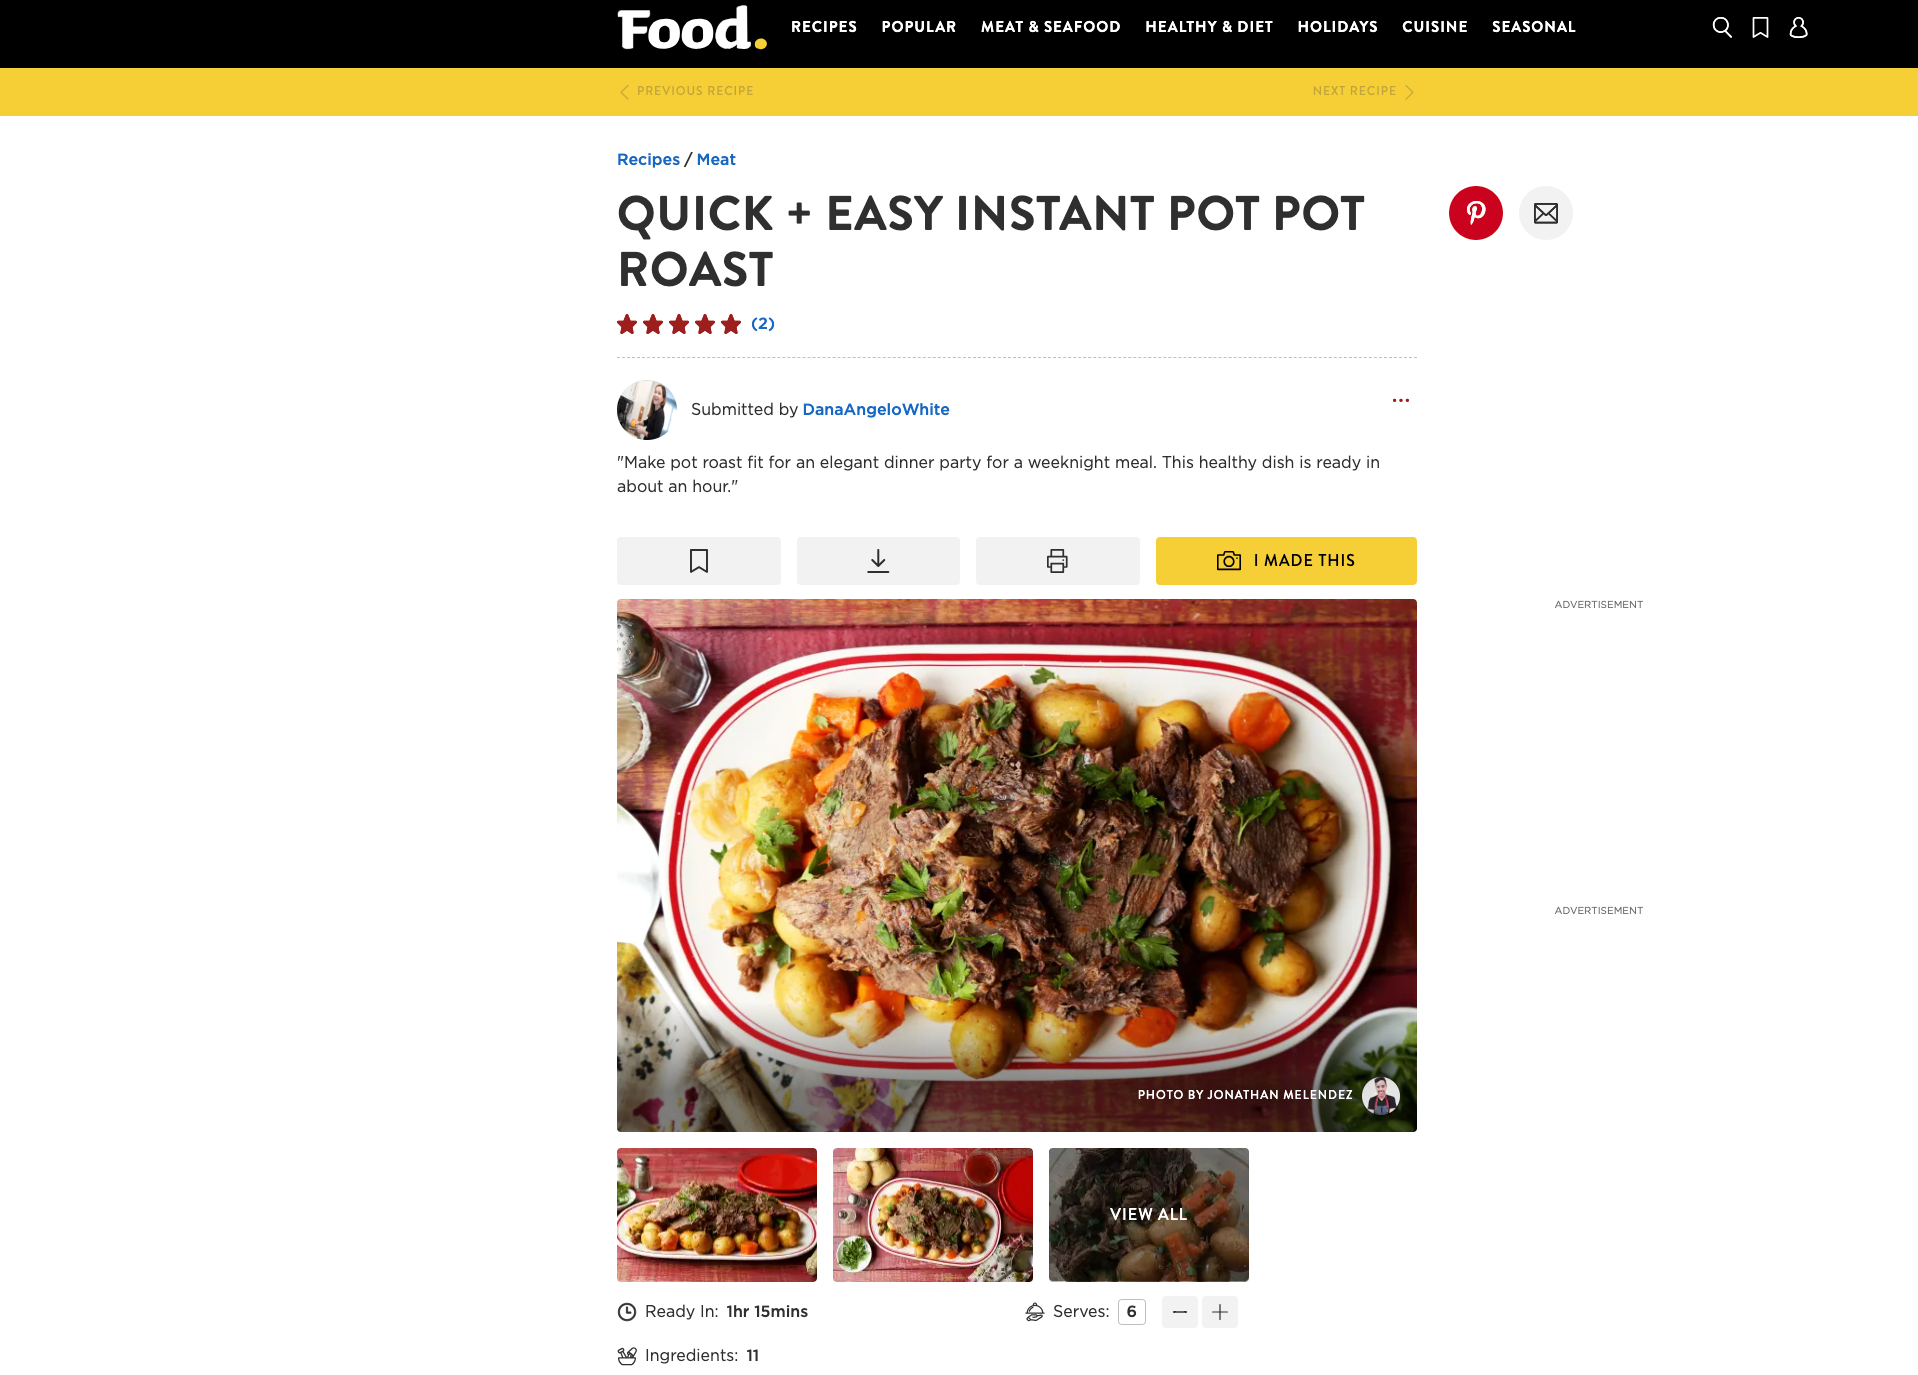 Food.
RECIPES
POPULAR
MEAT & SEAFOOD
HEALTHY & DIET
HOLIDAYS
CUISINE
SEASONAL
PREVIOUS RECIPE
NEXT RECIPE
Recipes / Meat
QUICK + EASY INSTANT POT POT
ROAST
(2)
Submitted by DanaAngeloWhite
"Make pot roast fit for an elegant dinner party for a weeknight meal. This healthy dish is ready in
about an hour."
I MADE THIS
ADVERTISEMENT
ADVERTISEMENT
PHOTO BY JONATHAN MELENDEZ
VIEW ALL
Ready In: 1hr 15mins
Serves: 6
Ingredients: 11